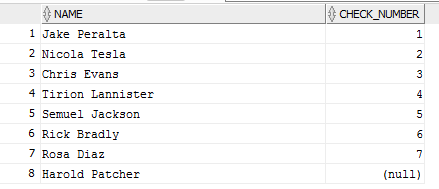 NAME CHECK_NUMBER
1 Jake Peralta 1
2 Nicola Tesla 2
3 Chris Evans 3
4 Tirion Lannister 4
5 Semuel Jackson 5
6 Rick Bradly 6
7 Rosa Diaz 7
8 Harold Patcher (null)